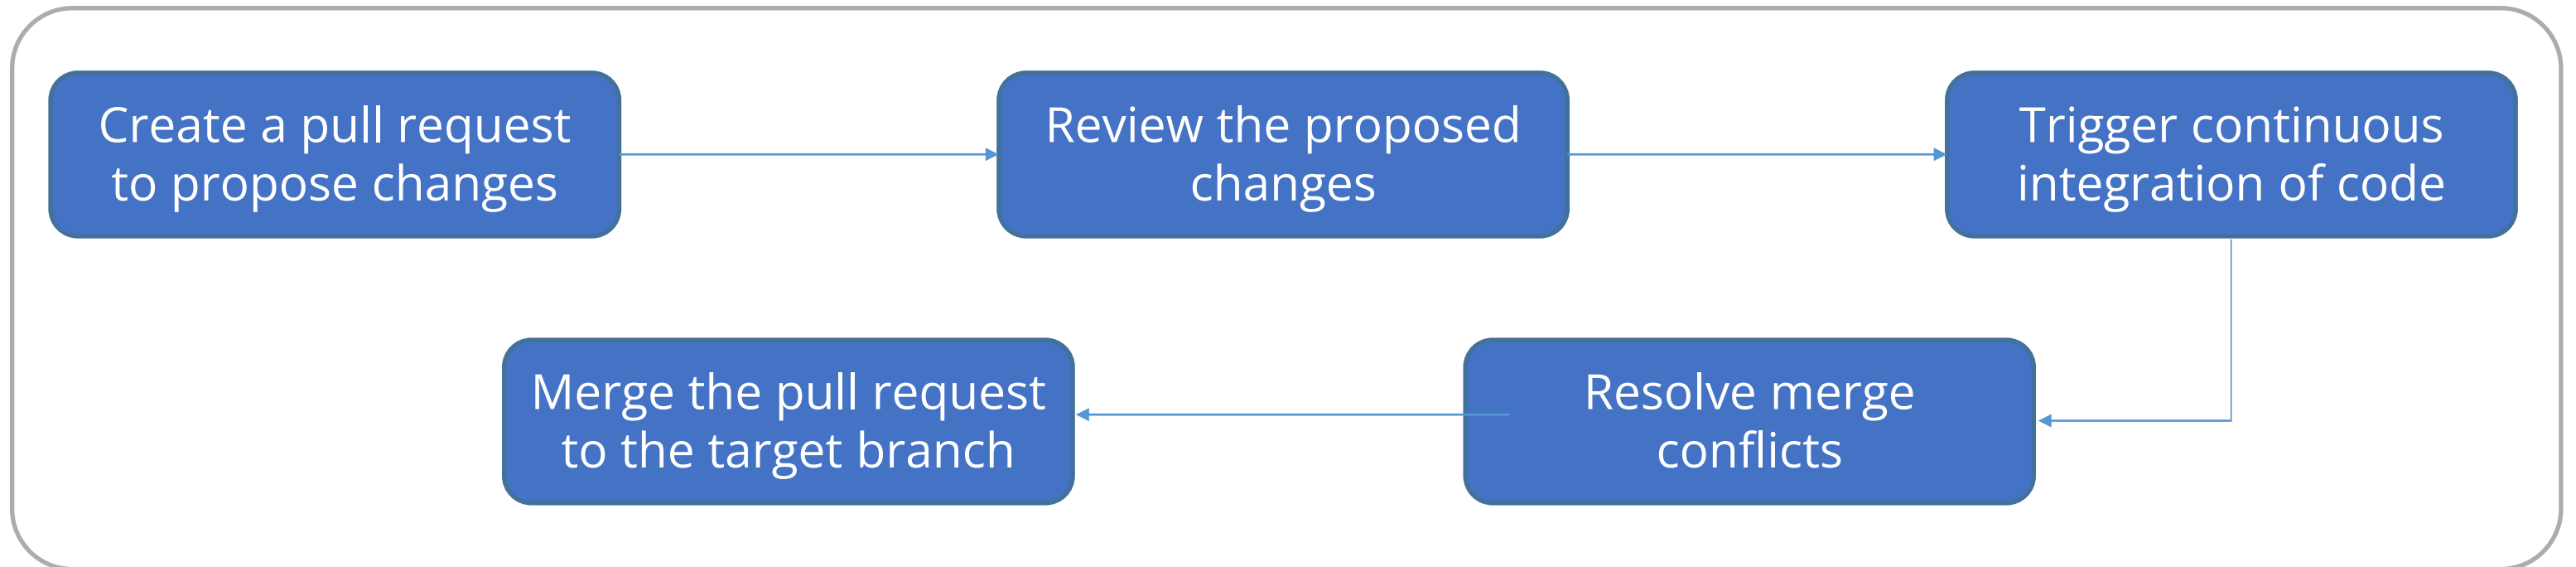 Create a pull request
to propose changes
Review the proposed
changes
Trigger continuous
integration of code
Resolve merge
conflicts
Merge the pull request
to the target branch